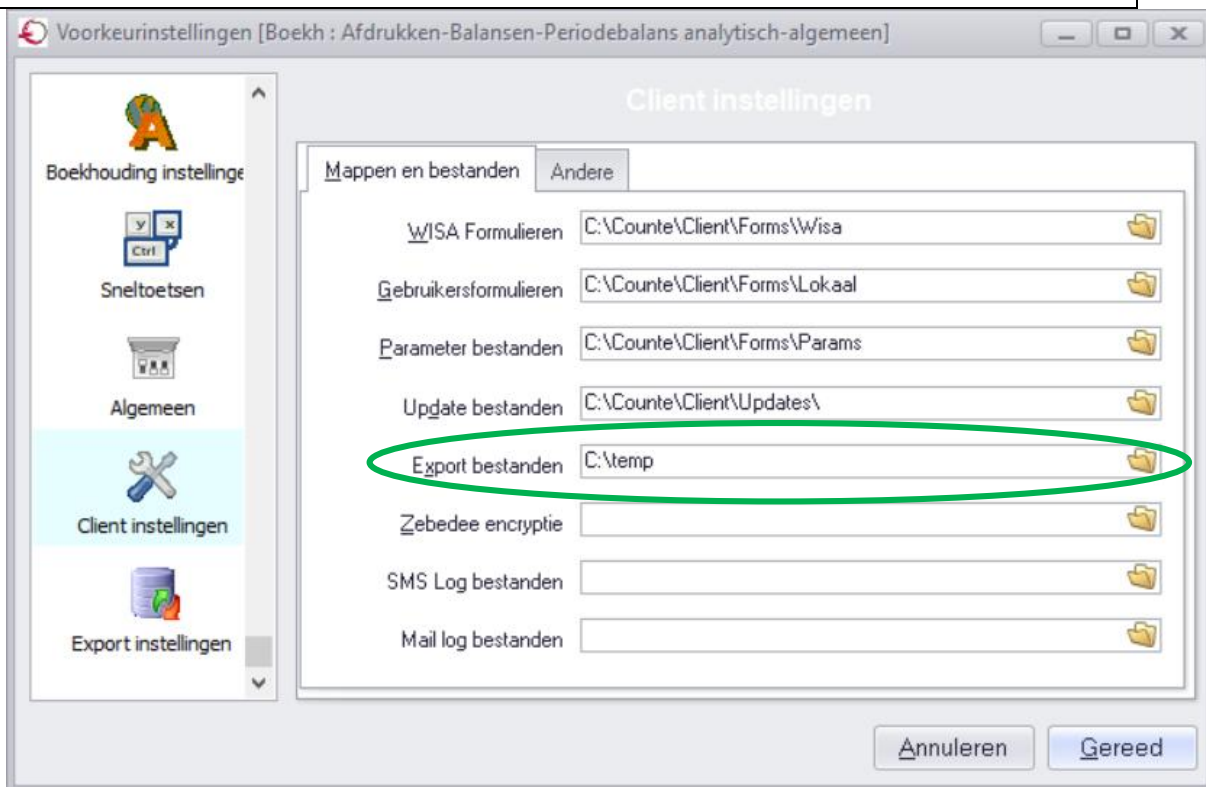 Voorkeurinstellingen [Boekh : Afdrukken-Balansen-Periodebalans analytisch-algemeen]
Client instellingen
Boekhouding instellinge
Sneltoetsen
Algemeen
Client instellingen
Export instellingen
Mappen en bestanden Andere
WISA Formulieren C:\Counte\Client\Forms\Wisa
Gebruikersformulieren C:\Counte\Client\Forms\Lokaal
Parameter bestanden C:\Counte\Client\Forms\Params
Update bestanden C:\Counte\Client\Updates\
Export bestanden C:\temp
Zebedee encryptie
SMS Log bestanden
Mail log bestanden
Annuleren Gereed